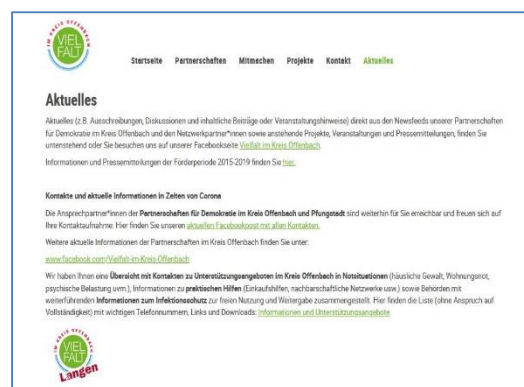 IM KREIS OFFENBACH
VIEL
FALT
Startseite Partnerschaften Mitmachen Projekte Kontakt Aktuelles
Aktuelles
Aktuelles (z.B. Ausschreibungen, Diskussionen und inhaltliche Beiträge oder Veranstaltungshinweise) direkt aus den Newsfeeds unserer Partnerschaften
für Demokratie im Kreis Offenbach und den Netzwerkpartner*innen sowie anstehende Projekte, Veranstaltungen und Pressemitteilungen, finden Sie
untenstehend oder Sie besuchen uns auf unserer Facebookseite Vielfalt im Kreis Offenbach.
Informationen und Pressemitteilungen der Förderperiode 2015-2019 finden Sie hier.
Kontakte und aktuelle Informationen in Zeiten von Corona
Die Ansprechpartner*innen der Partnerschaften für Demokratie im Kreis Offenbach und Pfungstadt sind weiterhin für Sie erreichbar und freuen sich auf
Ihre Kontaktaufnahme. Hier finden Sie unseren aktuellen Facebookpost mit allen Kontakten.
Weitere aktuelle Informationen der Partnerschaften im Kreis Offenbach finden Sie unter:
www.facebook.com/Vielfalt-im-Kreis-Offenbach
Wir haben Ihnen eine Übersicht mit Kontakten zu Unterstützungsangeboten im Kreis Offenbach in Notsituationen (häusliche Gewalt, Wohnungsnot,
psychische Belastung uvm.), Informationen zu praktischen Hilfen (Einkaufshilfen, nachbarschaftliche Netzwerke usw.) sowie Behörden mit
weiterführenden Informationen zum Infektionsschutz zur freien Nutzung und Weitergabe zusammengestellt. Hier finden die Liste (ohne Anspruch auf
Vollständigkeit) mit wichtigen Telefonnummern, Links und Downloads: Informationen und Unterstützungsangebote
IM KREIS OFFENBACH
VIEL
FALT
Langen